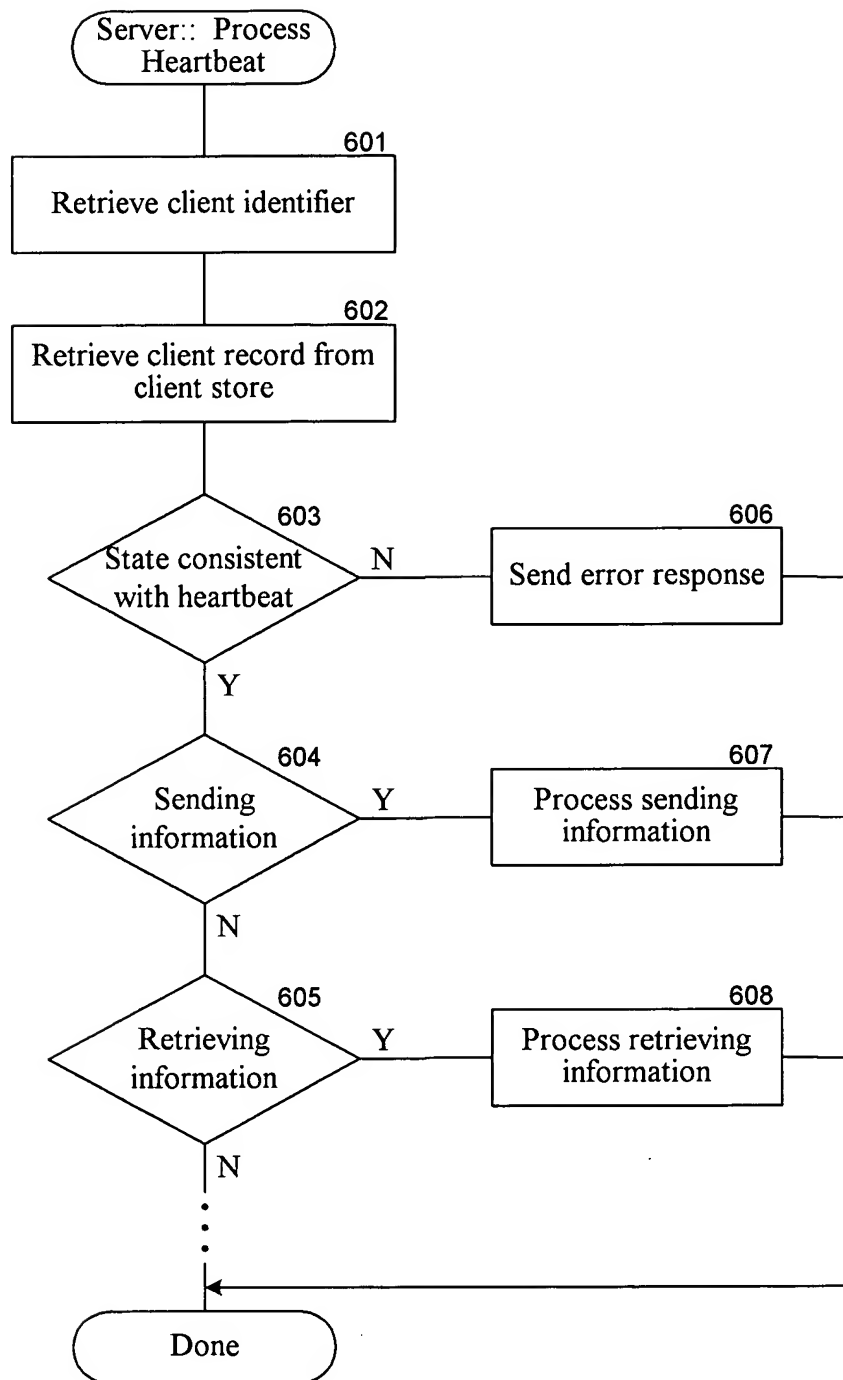 Server:: Process
Heartbeat
601
Retrieve client identifier
602
Retrieve client record from
client store
603
State consistent
with heartbeat
N
Y
606
Send error response
604
Sending
information
Y
N
607
Process sending
information
605
Retrieving
information
Y
N
608
Process retrieving
information
Done